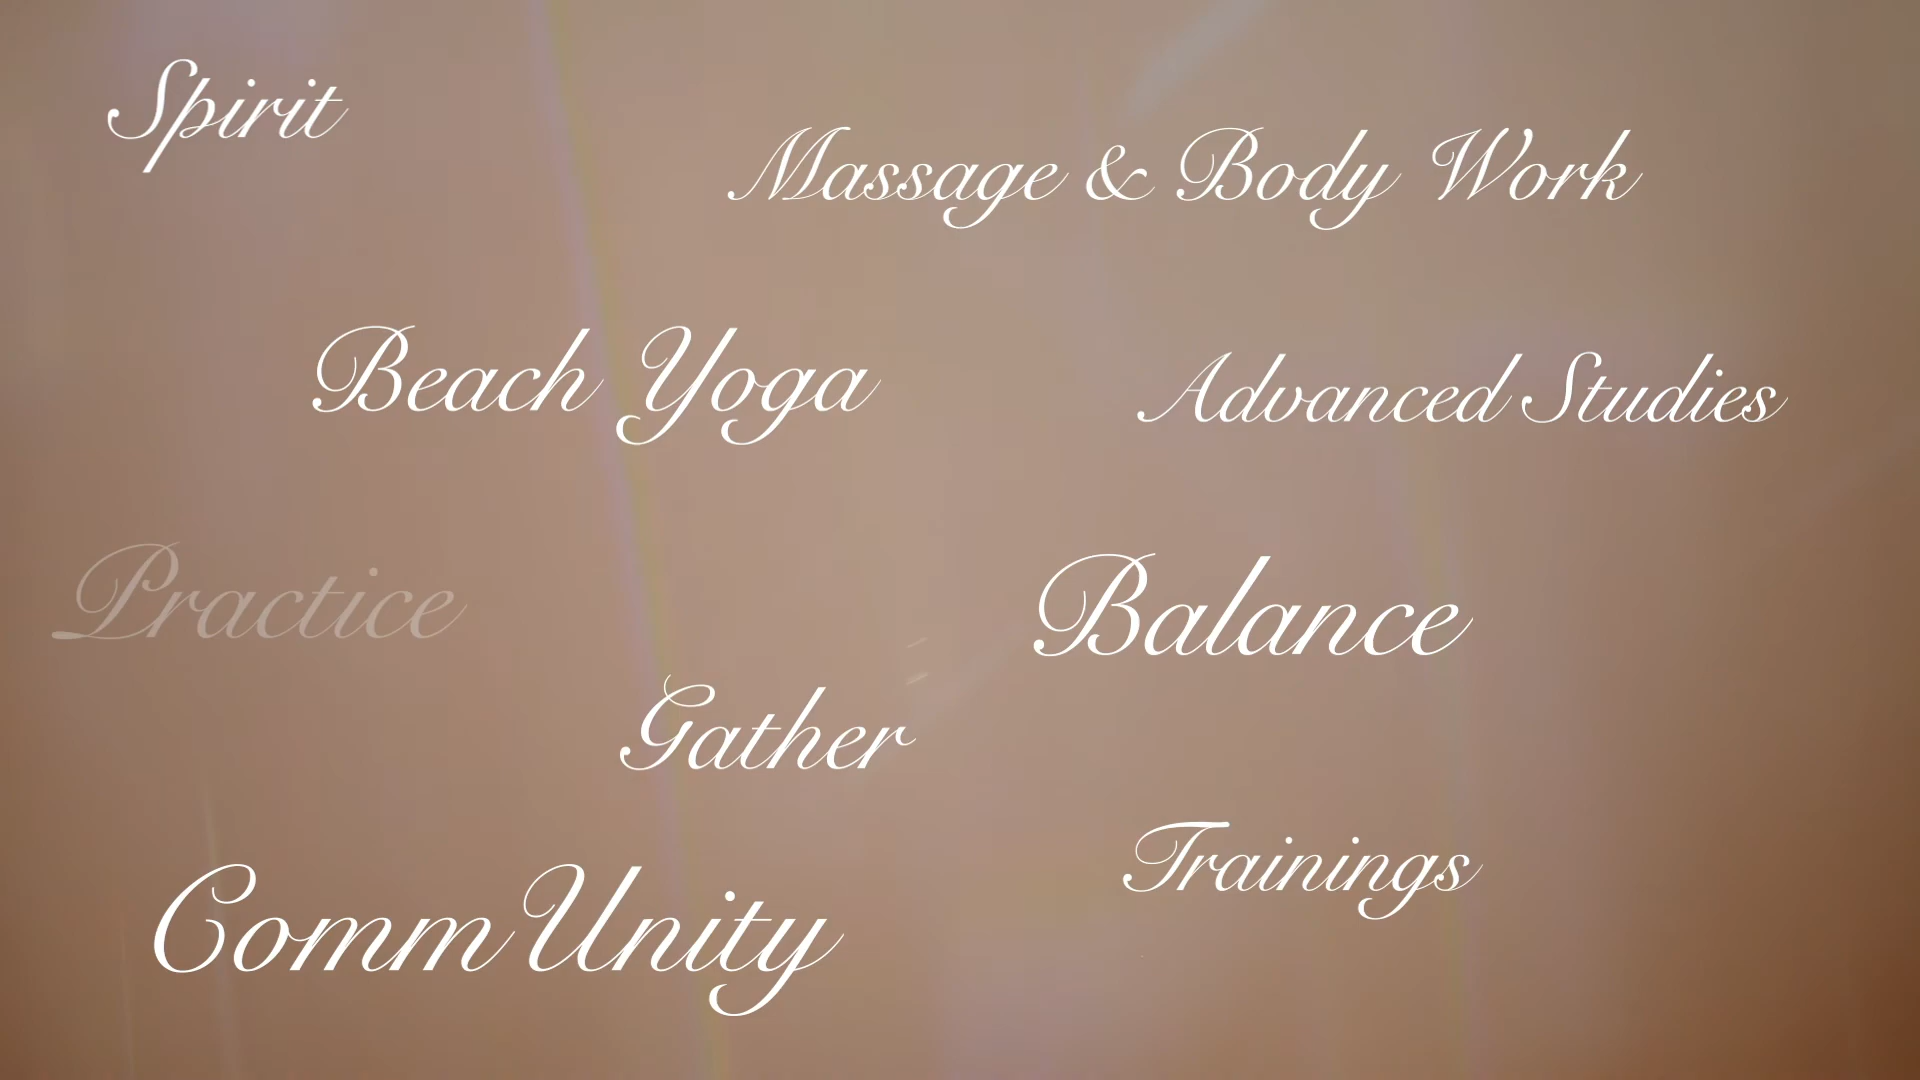 Spirit
Massage & Body Work
Beach Yoga
Advanced Studies
Practice
Balance
Gather
Trainings
CommUnity